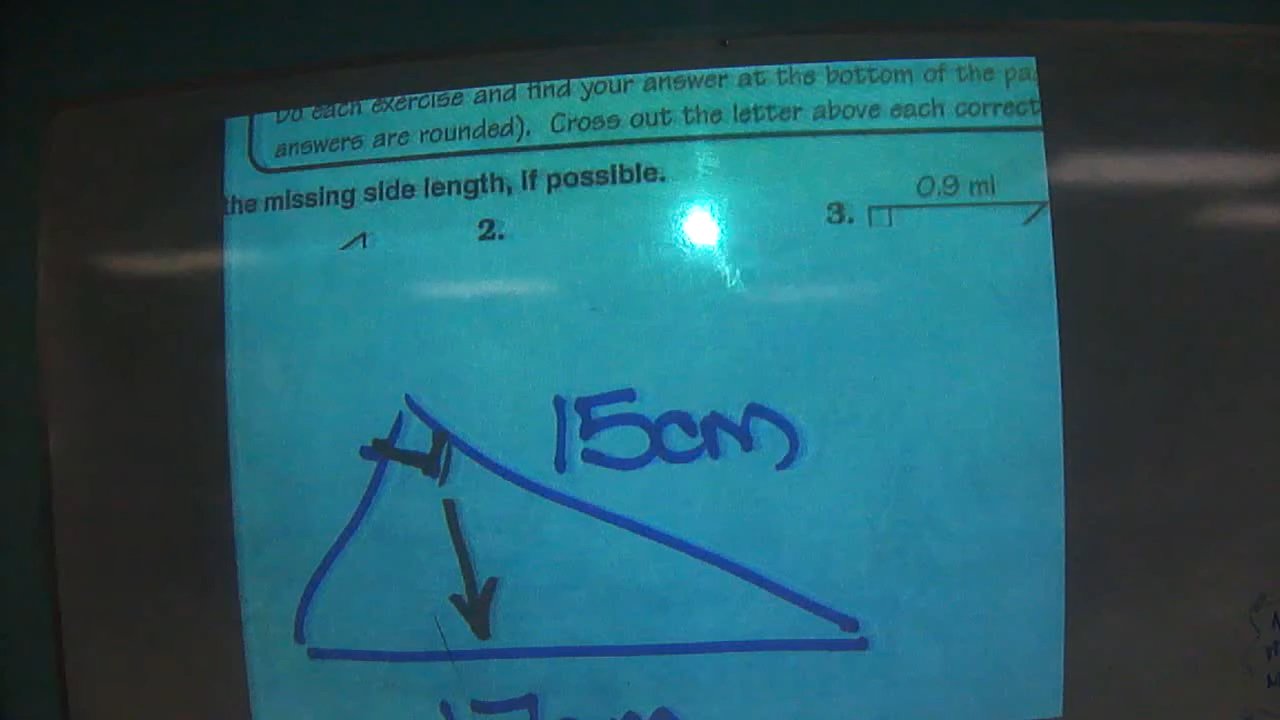 Do each exercise and find your answer at the bottom of the
answers are rounded). Cross out the letter above each correct
the missing side length, if possible.
2.
3.
0.9 mi
15cm
17cm